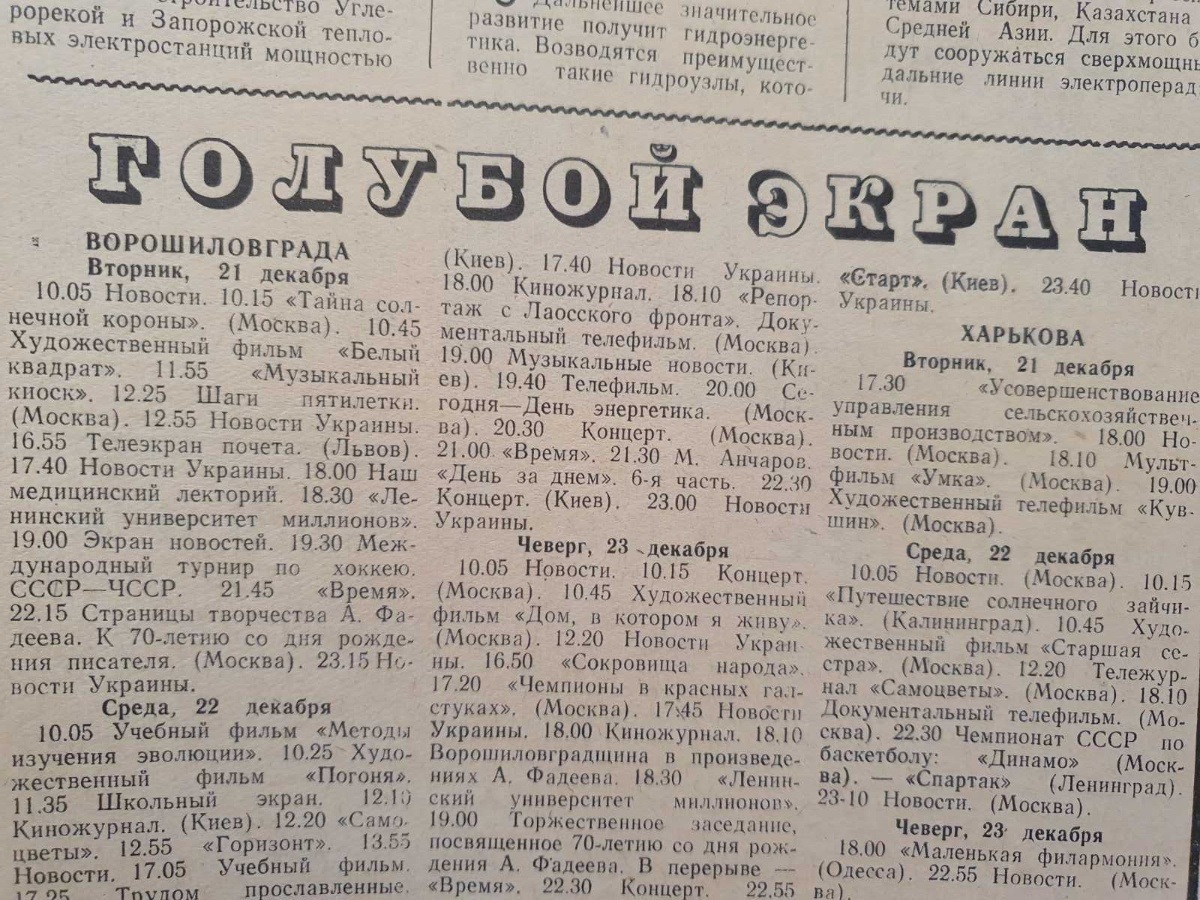 рорекой и Запорожской тепло-
вых электростанций мощностью
Дальнейшее значительное
развитие получит гидроэнерге-
тика. Возводятся преимущест-
венно такие гидроузлы, кото-
темами Сибири, Казахстана
Средней Азии. Для этого б
дут сооружаться сверхмощны
дальние линии электроперед
чи.
ГОЛУБОЙ ЭКРАН
ВОРОШИЛОВГРАДА
Вторник, 21 декабря
10.05 Новости. 10.15 «Тайна сол-
нечной короны». (Москва). 10.45
Художественный фильм «Белый
квадрат». 11.55 «Музыкальный
киоск». 12.25 Шаги пятилетки.
(Москва). 12.55 Новости Украины.
16.55 Телеэкран почета. (Львов).
17.40 Новости Украины. 18.00 Наш
медицинский лекторий. 18.30 «Ле-
нинский университет миллионов».
19.00 Экран новостей. 19.30 Меж-
дународный турнир по хоккею.
СССР—ЧССР. 21.45 «Время».
22.15 Страницы творчества А. Фа-
деева. К 70-летию со дня рожде-
ния писателя. (Москва). 23.15 Но-
вости Украины.
Среда, 22 декабря
10.05 Учебный фильм «Методы
изучения эволюции». 10.25 Худо-
жественный фильм «Погоня».
11.35 Школьный экран. 12.10
Киножурнал. (Киев). 12.20 «Само-
цветы». 12.55 «Горизонт». 13.55
Новости. 17.05 Учебный фильм.
17.25 Трудом прославленные.
(Киев). 17.40 Новости Украины.
18.00 Киножурнал. 18.10 «Репор-
таж с Лаосского фронта». Доку-
ментальный телефильм. (Москва).
19.00 Музыкальные новости. (Ки-
ев). 19.40 Телефильм. 20.00 Се-
годня—День энергетика. (Моск-
ва). 20.30 Концерт. (Москва).
21.00 «Время». 21.30 М. Анчаров.
«День за днем». 6-я часть. 22.30
Концерт. (Киев). 23.00 Новости
Украины.
Чeверг, 23 декабря
10.05 Новости. 10.15 Концерт.
(Москва). 10.45 Художественный
фильм «Дом, в котором я живу».
(Москва). 12.20 Новости Украи-
ны. 16.50 «Сокровища народа».
17.20 «Чемпионы в красных гал-
стуках». (Москва). 17.45 Новости
Украины. 18.00 Киножурнал. 18.10
Ворошиловградщина в произведе-
ниях А. Фадеева. 18.30 «Ленин-
ский университет миллионов».
19.00 Торжественное заседание,
посвященное 70-летию со дня рож-
дения А. Фадеева. В перерыве —
«Время». 22.30 Концерт. 22.55
«Старт». (Киев). 23.40 Новости
Украины.
ХАРЬКОВА
Вторник, 21 декабря
17.30 «Усовершенствование
управления сельскохозяйствен-
ным производством». 18.00 Но-
вости. (Москва). 18.10 Мульт-
фильм «Умка». (Москва). 19.00
Художественный телефильм «Кув-
шин». (Москва).
Среда, 22 декабря
10.05 Новости. (Москва). 10.15
«Путешествие солнечного зайчи-
ка». (Калининград). 10.45 Худо-
жественный фильм «Старшая се-
стра». (Москва). 12.20 Тележур-
нал «Самоцветы». (Москва). 18.10
Документальный телефильм. (Мо-
сква). 22.30 Чемпионат СССР по
баскетболу: «Динамо» (Моск-
ва). — «Спартак» (Ленинград).
23-10 Новости. (Москва).
Чeтверг, 23 декабря
18.00 «Маленькая филармония».
(Одесса). 22.55 Новости. (Моск-
ва).